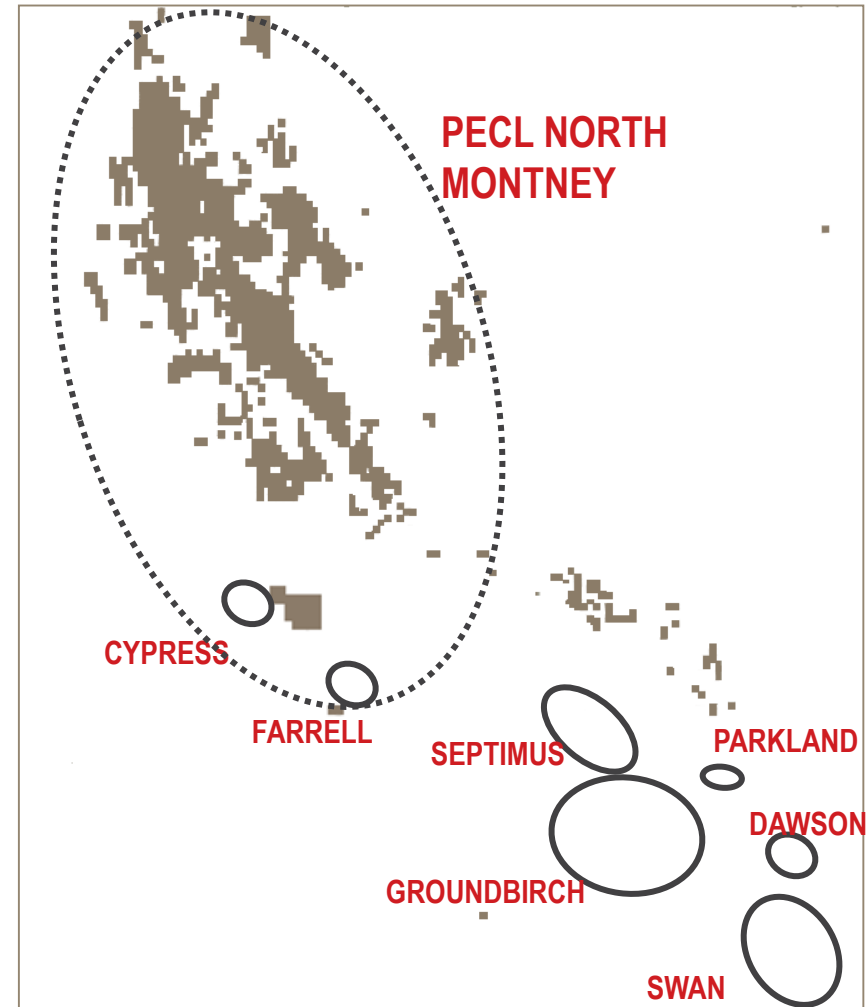 PECL NORTH
MONTNEY
CYPRESS
FARRELL
SEPTIMUS
PARKLAND
DAWSON
GROUNDBIRCH
SWAN